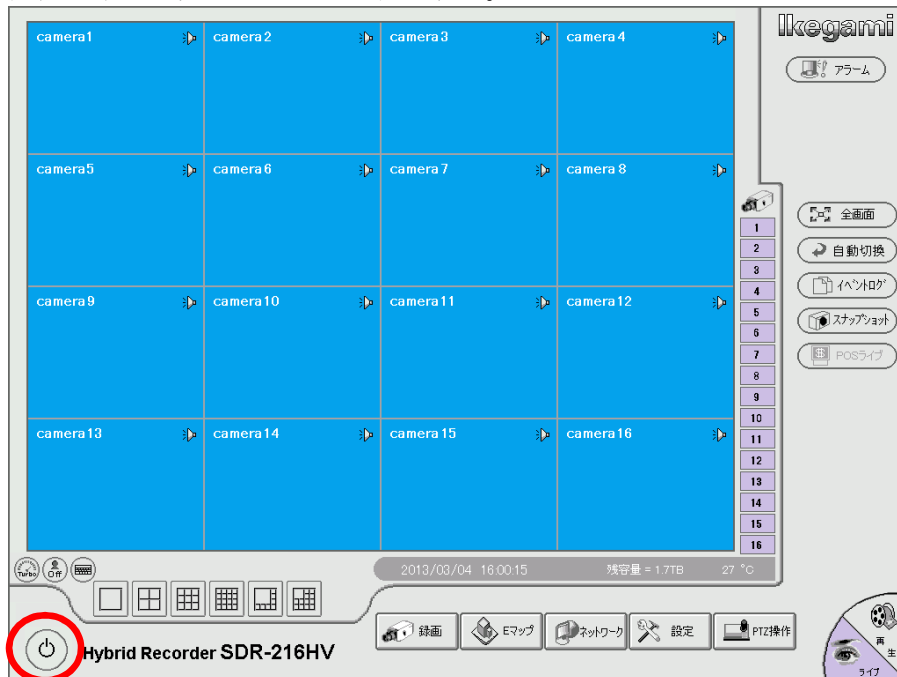 Ikegami
camera1
camera2
camera3
camera4
アラーム
camera5
camera6
camera7
camera8
全画面
自動切換
イベントログ
スナップショット
POSライブ
1
2
3
4
5
6
7
8
9
10
11
12
13
14
15
16
camera9
camera10
camera11
camera12
camera13
camera14
camera15
camera16
Turbo
Off
2013/03/04 16:00:15 残容量 = 1.7TB 27 °C
録画
Eマップ
ネットワーク
設定
PTZ操作
Hybrid Recorder SDR-216HV
再生
ライブ